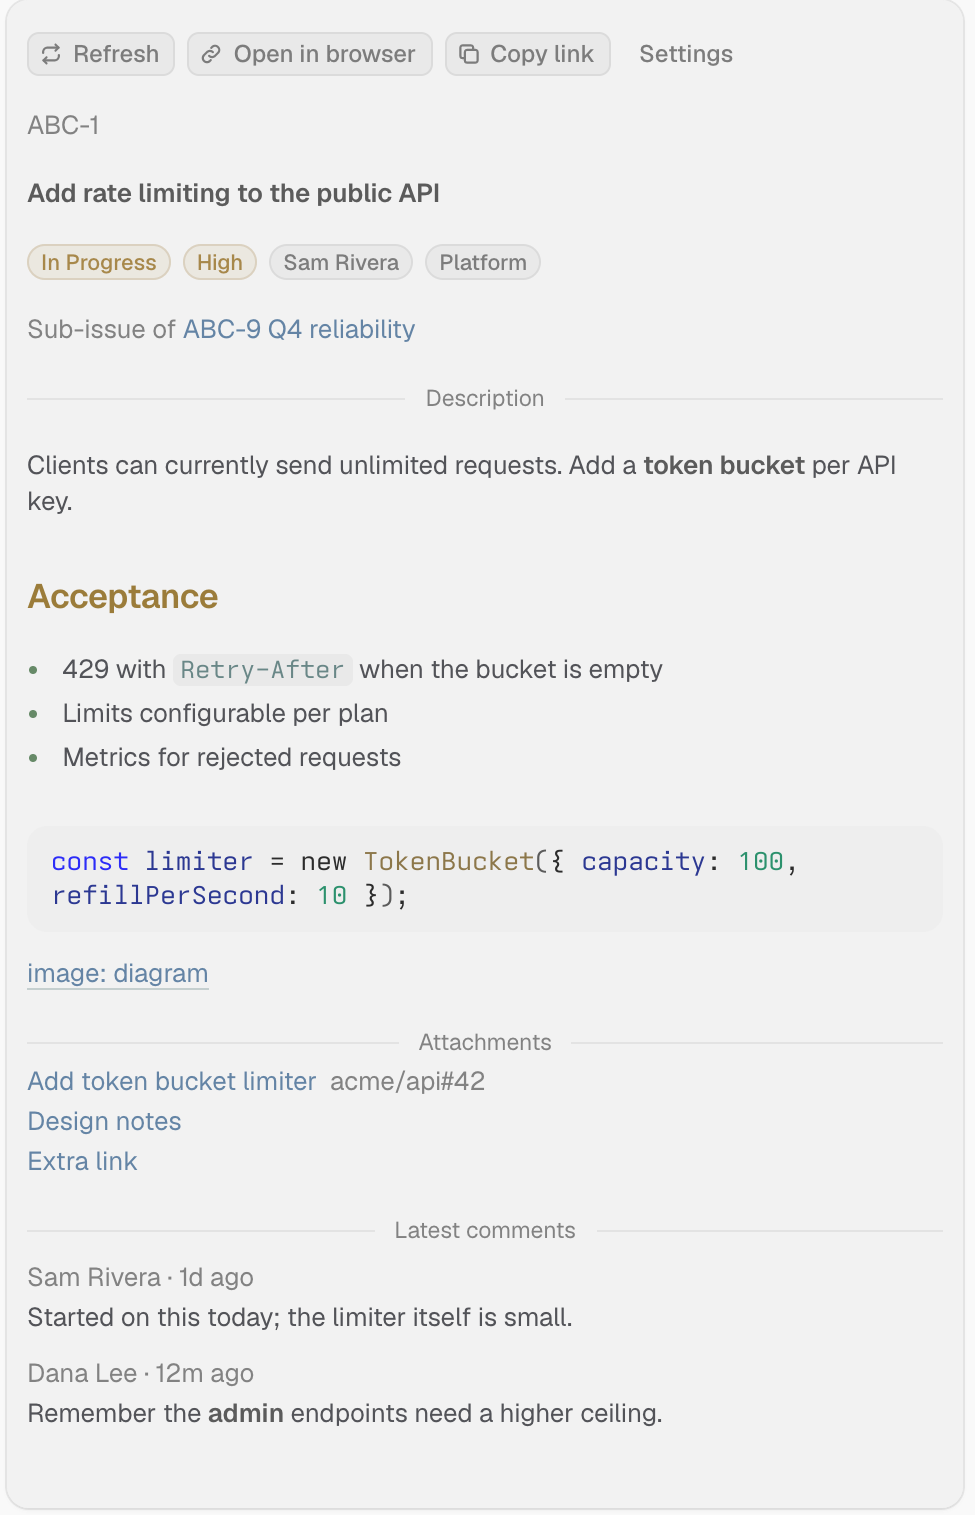 Refresh Open in browser Copy link Settings
ABC-1
Add rate limiting to the public API
In Progress High Sam Rivera Platform
Sub-issue of ABC-9 Q4 reliability
Description
Clients can currently send unlimited requests. Add a token bucket per API
key.
Acceptance
• 429 with Retry-After when the bucket is empty
• Limits configurable per plan
• Metrics for rejected requests
const limiter = new TokenBucket({ capacity: 100,
refillPerSecond: 10 });
image: diagram
Attachments
Add token bucket limiter acme/api#42
Design notes
Extra link
Latest comments
Sam Rivera · 1d ago
Started on this today; the limiter itself is small.
Dana Lee · 12m ago
Remember the admin endpoints need a higher ceiling.